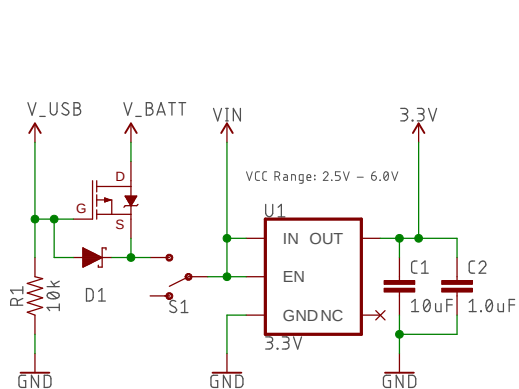 V_USB
V_BATT
VIN
3.3V
VCC Range: 2.5V – 6.0V
D
G
S
U1
IN OUT
EN
GND NC
3.3V
C1
10uF
C2
1.0uF
R1
10k
D1
S1
GND
GND
GND